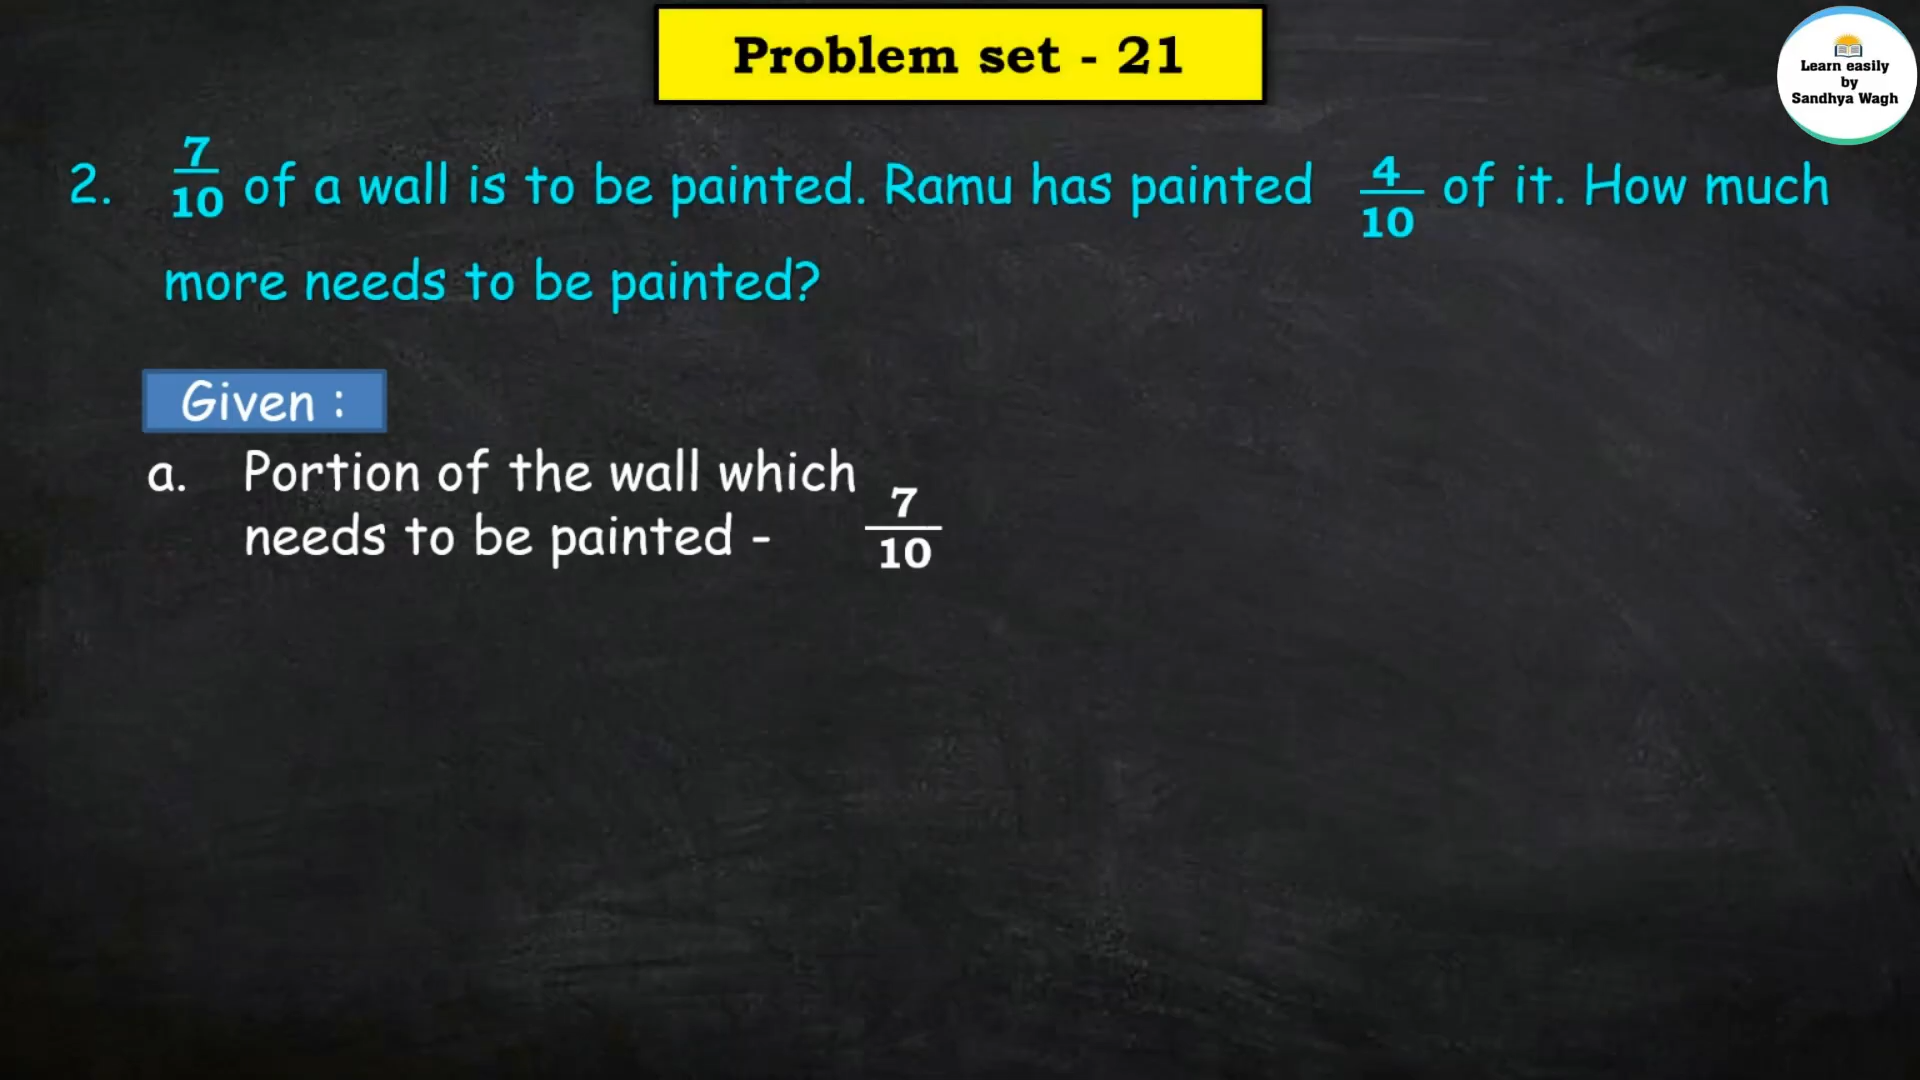 Problem set - 21
Learn easily
by
Sandhya Wagh
2. 7/10 of a wall is to be painted. Ramu has painted 4/10 of it. How much
more needs to be painted?
Given :
a. Portion of the wall which
needs to be painted - 7/10